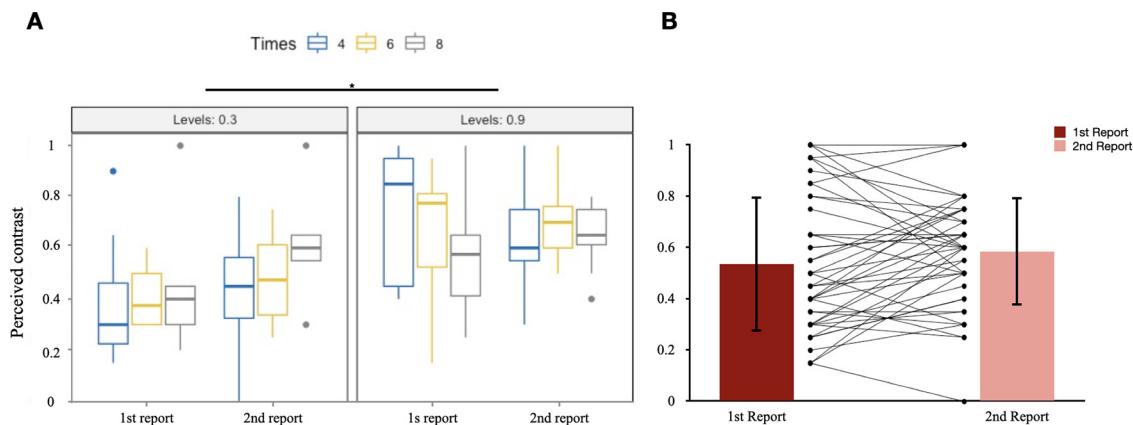 A
Times 4 6 8
*
Levels: 0.3 Levels: 0.9
Perceived contrast
1
0.8
0.6
0.4
0.2
0
1st report 2nd report 1s report 2nd report
B
1st Report
2nd Report
1
0.8
0.6
0.4
0.2
0
1st Report 2nd Report